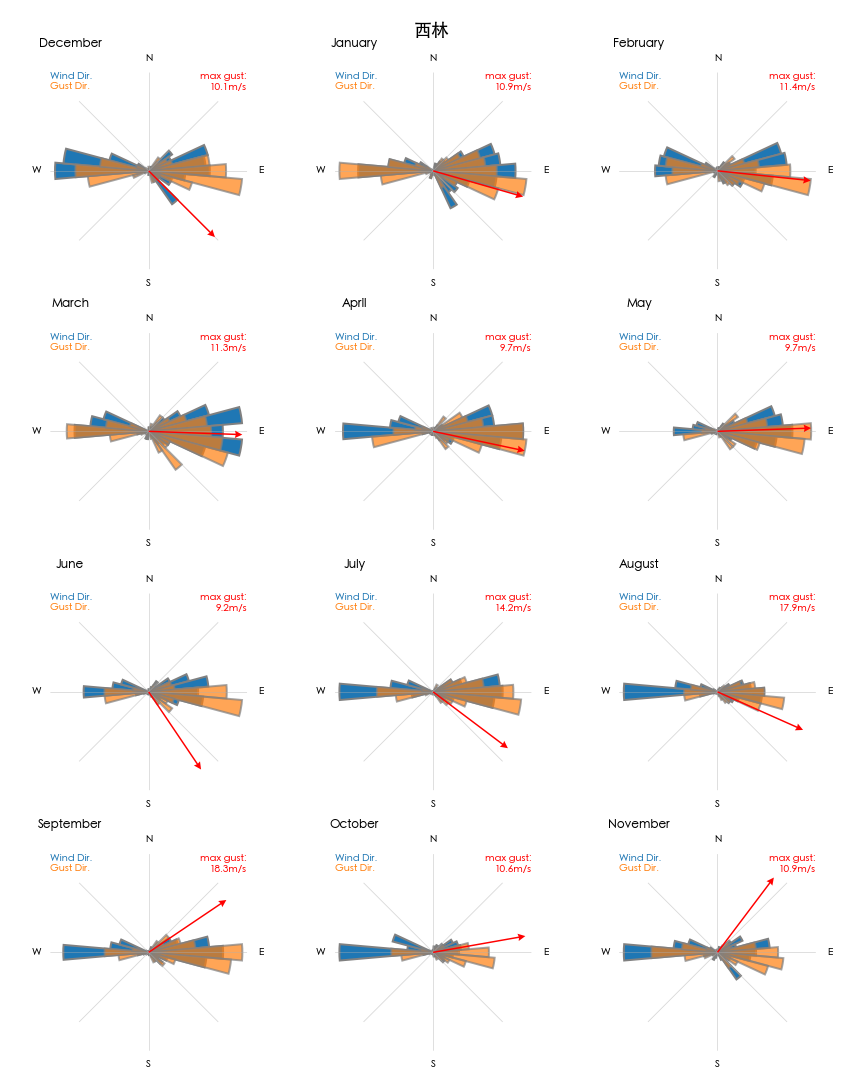 西林
December
January
February
N
N
N
Wind Dir.
max gust:
Wind Dir.
max gust:
Wind Dir.
max gust:
Gust Dir.
10.1m/s
Gust Dir.
10.9m/s
Gust Dir.
11.4m/s
W
E
W
E
W
E
S
S
S
March
April
May
N
N
N
Wind Dir.
max gust:
Wind Dir.
max gust:
Wind Dir.
max gust:
Gust Dir.
11.3m/s
Gust Dir.
9.7m/s
Gust Dir.
9.7m/s
W
E
W
E
W
E
S
S
S
June
July
August
N
N
N
Wind Dir.
max gust:
Wind Dir.
max gust:
Wind Dir.
max gust:
Gust Dir.
9.2m/s
Gust Dir.
14.2m/s
Gust Dir.
17.9m/s
W
E
W
E
W
E
S
S
S
September
October
November
N
N
N
Wind Dir.
max gust:
Wind Dir.
max gust:
Wind Dir.
max gust:
Gust Dir.
18.3m/s
Gust Dir.
10.6m/s
Gust Dir.
10.9m/s
W
E
W
E
W
E
S
S
S